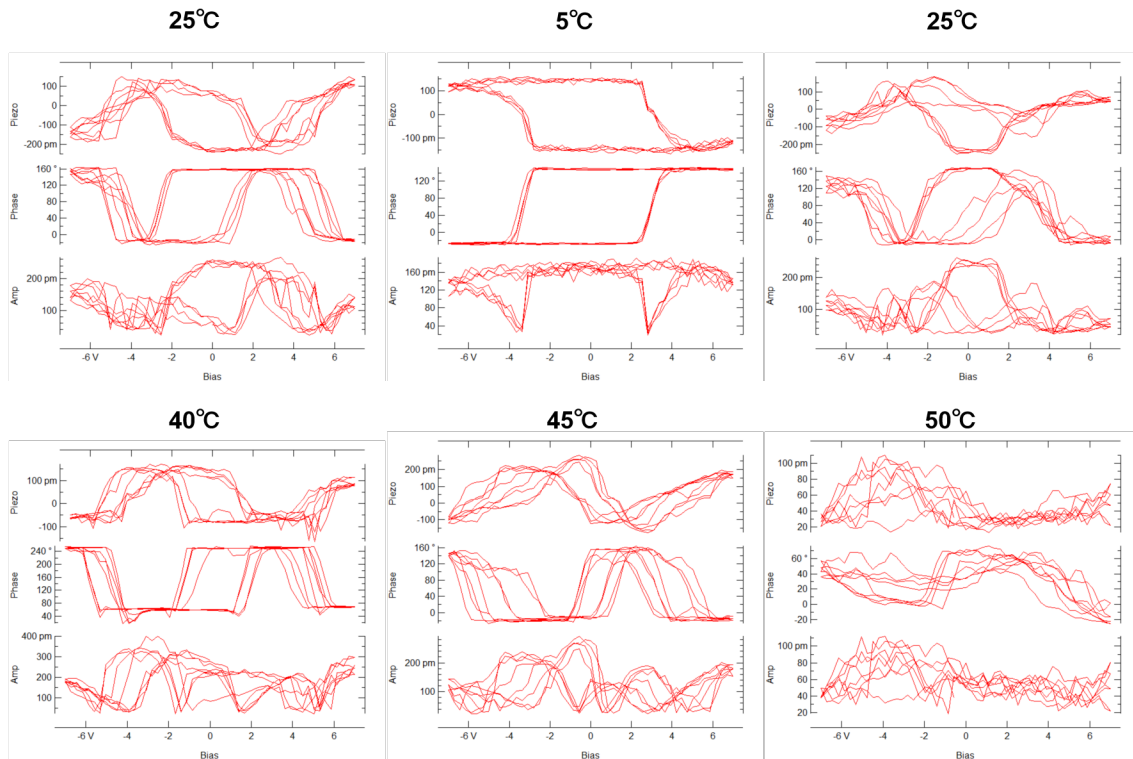 25℃
5℃
25℃
Piezo
100
0
-100
-200 pm
Phase
160 °
120
80
40
0
Amp
200 pm
100
-6 V -4 -2 0 2 4 6
Bias
Piezo
100
0
-100 pm
Phase
160 °
120
80
40
0
Amp
160 pm
120
80
40
-6 V -4 -2 0 2 4 6
Bias
Piezo
100
0
-100
-200 pm
Phase
160 °
120
80
40
0
Amp
200 pm
100
-6 V -4 -2 0 2 4 6
Bias
40℃
45℃
50℃
Piezo
100 pm
0
-100
Phase
240 °
200
160
120
80
40
Amp
400 pm
300
200
100
-6 V -4 -2 0 2 4 6
Bias
Piezo
200 pm
100
0
-100
Phase
160 °
120
80
40
0
Amp
200 pm
100
-6 V -4 -2 0 2 4 6
Bias
Piezo
100 pm
80
60
40
20
Phase
60 °
40
20
0
-20
Amp
100 pm
80
60
40
20
-6 V -4 -2 0 2 4 6
Bias